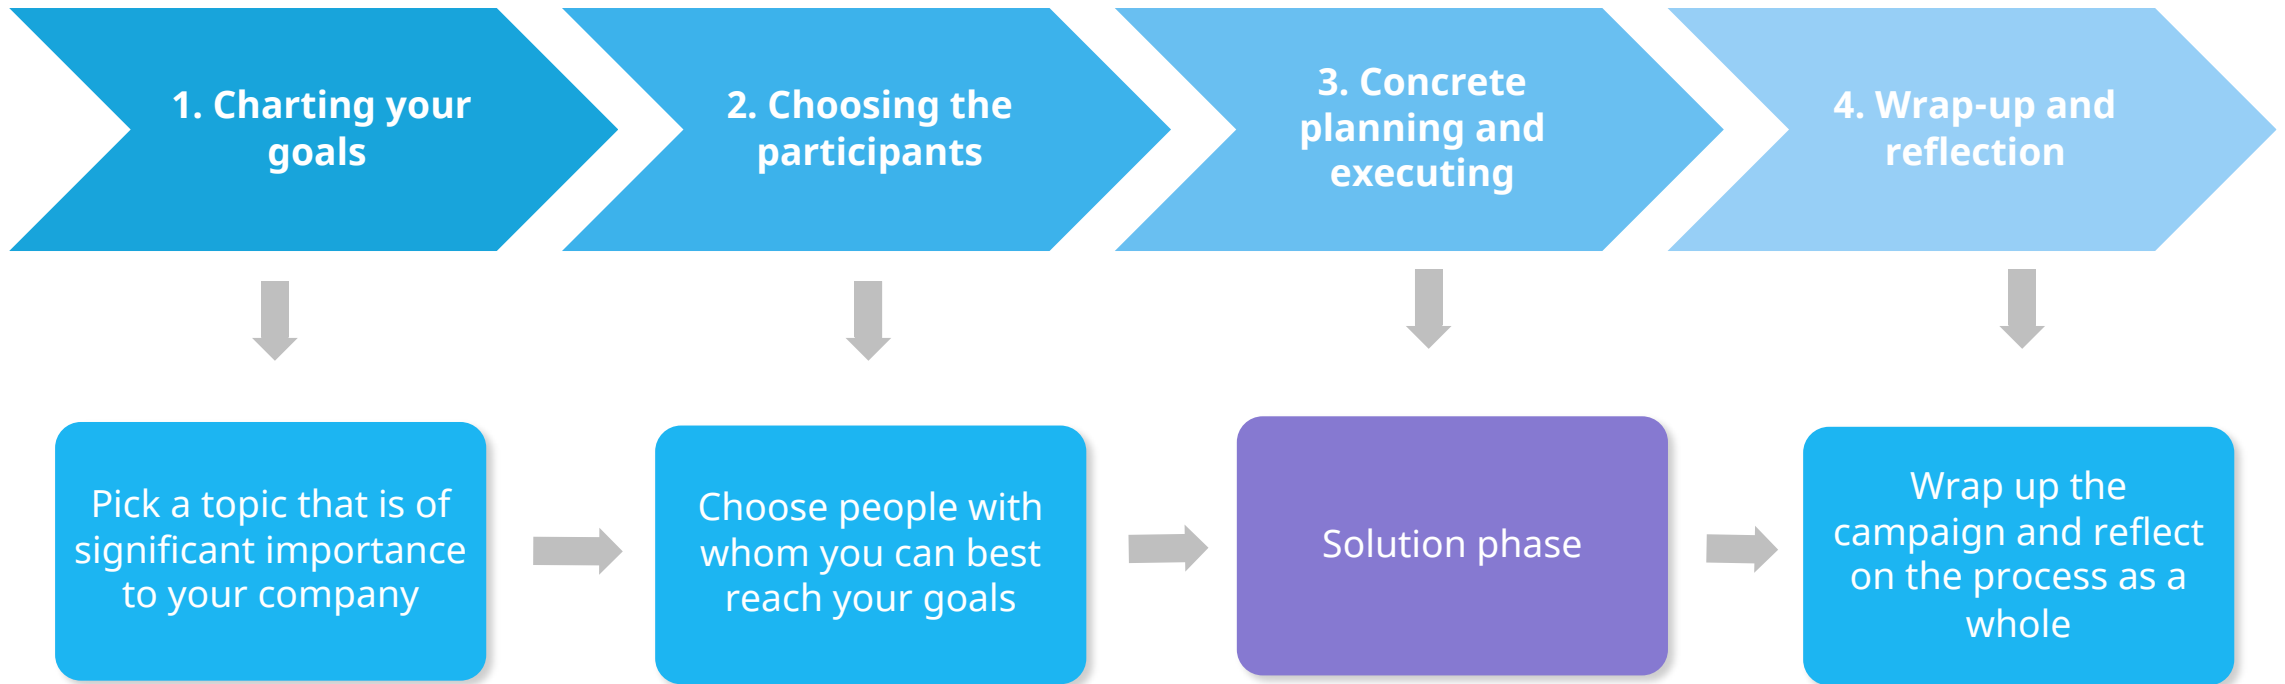 1. Charting your
goals
2. Choosing the
participants
3. Concrete
planning and
executing
4. Wrap-up and
reflection
Pick a topic that is of
significant importance
to your company
Choose people with
whom you can best
reach your goals
Solution phase
Wrap up the
campaign and reflect
on the process as a
whole